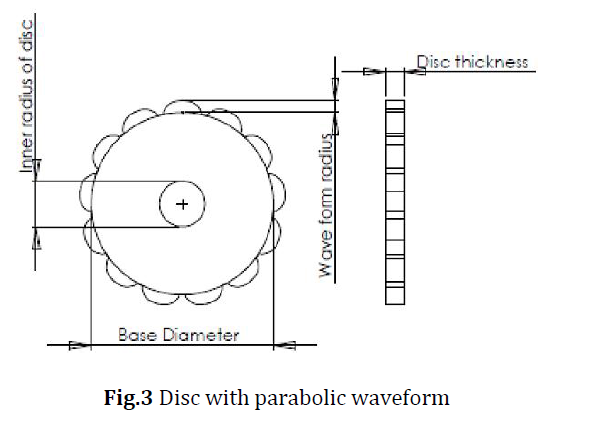 Inner radius of disc
Disc thickness
Wave form radius
Base Diameter
Fig.3 Disc with parabolic waveform